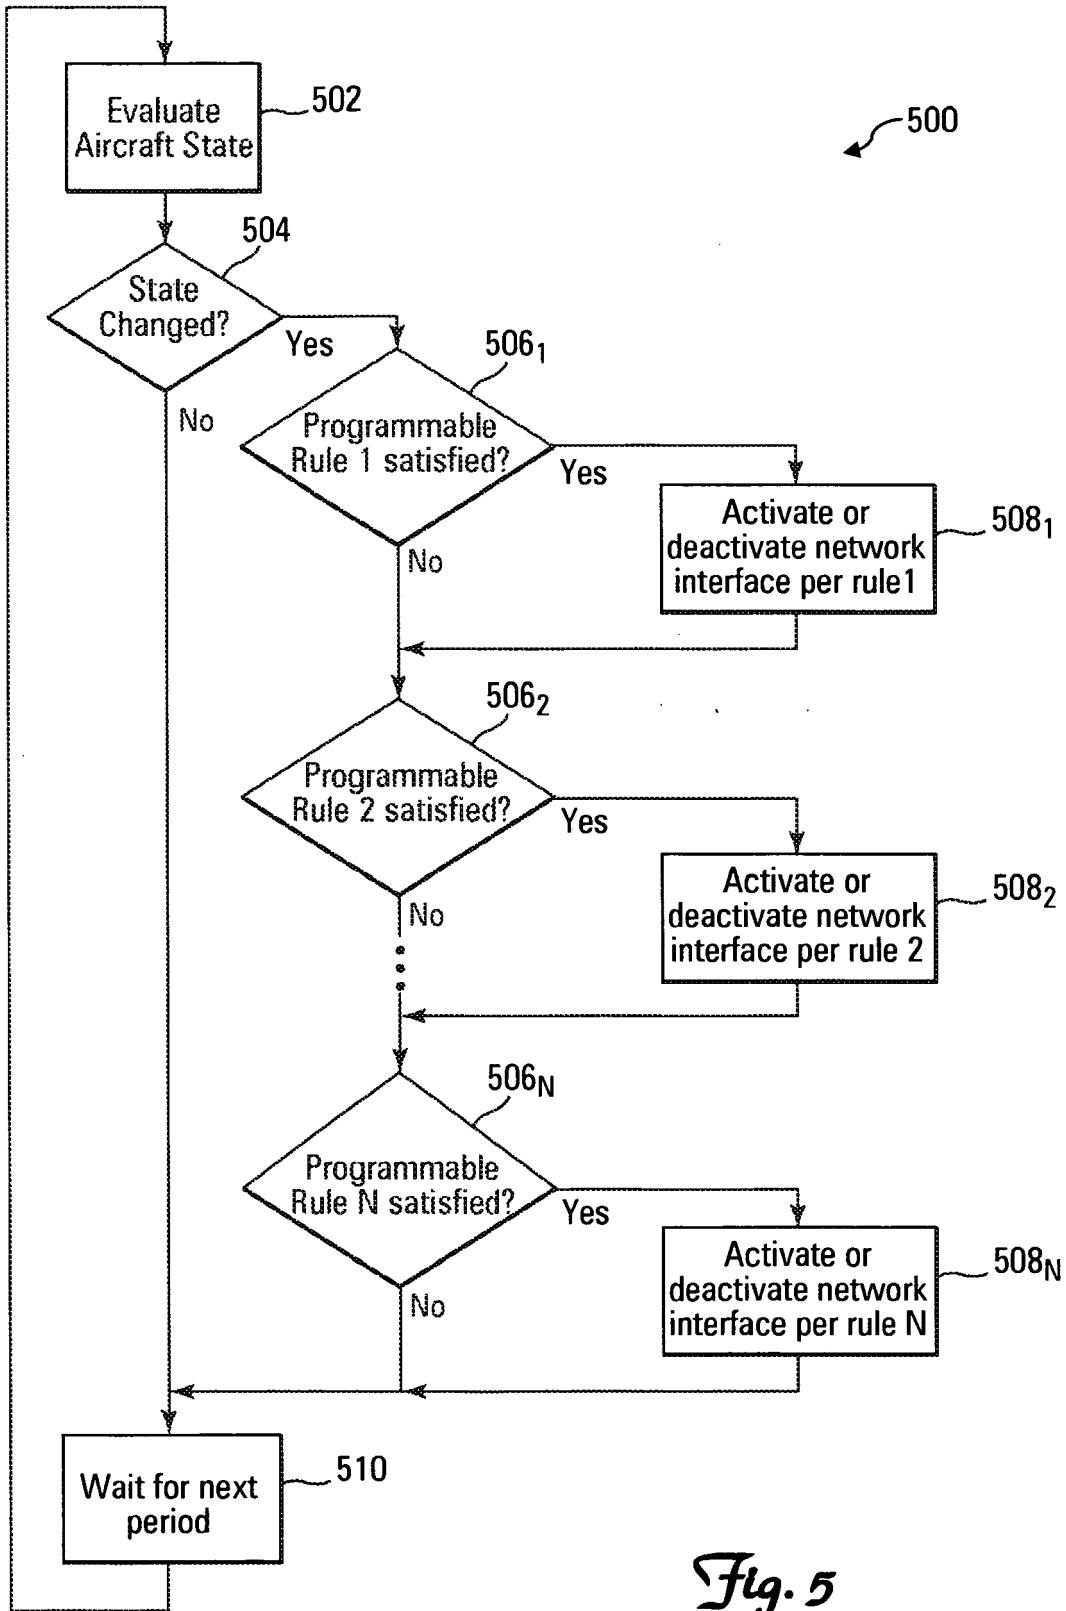 Evaluate
Aircraft State
502
500
504
State
Changed?
Yes
No
506₁
Programmable
Rule 1 satisfied?
Yes
No
Activate or
deactivate network
interface per rule1
508₁
506₂
Programmable
Rule 2 satisfied?
Yes
No
Activate or
deactivate network
interface per rule 2
508₂
506N
Programmable
Rule N satisfied?
Yes
No
Activate or
deactivate network
interface per rule N
508N
Wait for next
period
510
Fig. 5